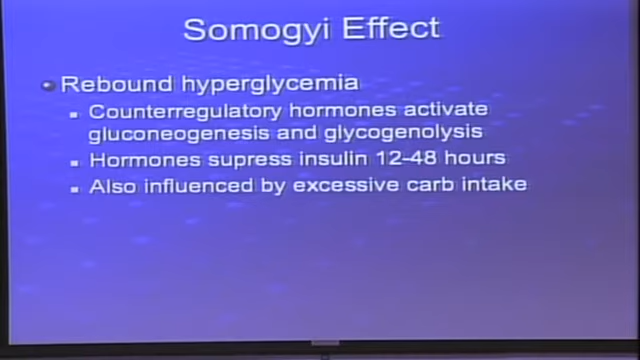 Somogyi Effect
Rebound hyperglycemia
Counterregulatory hormones activate
gluconeogenesis and glycogenolysis
Hormones supress insulin 12-48 hours
Also influenced by excessive carb intake